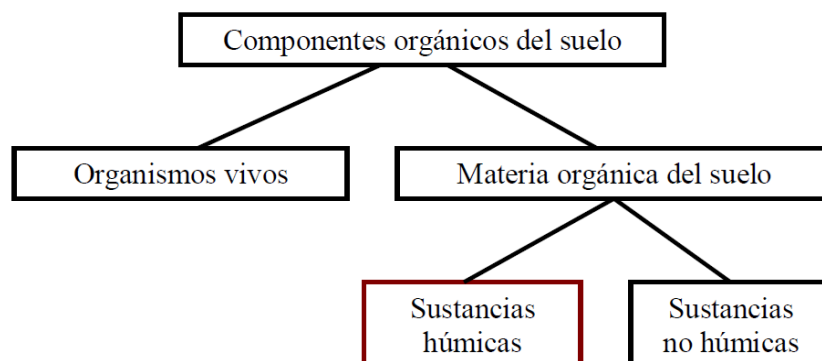 Componentes orgánicos del suelo
Organismos vivos
Materia orgánica del suelo
Sustancias
húmicas
Sustancias
no húmicas